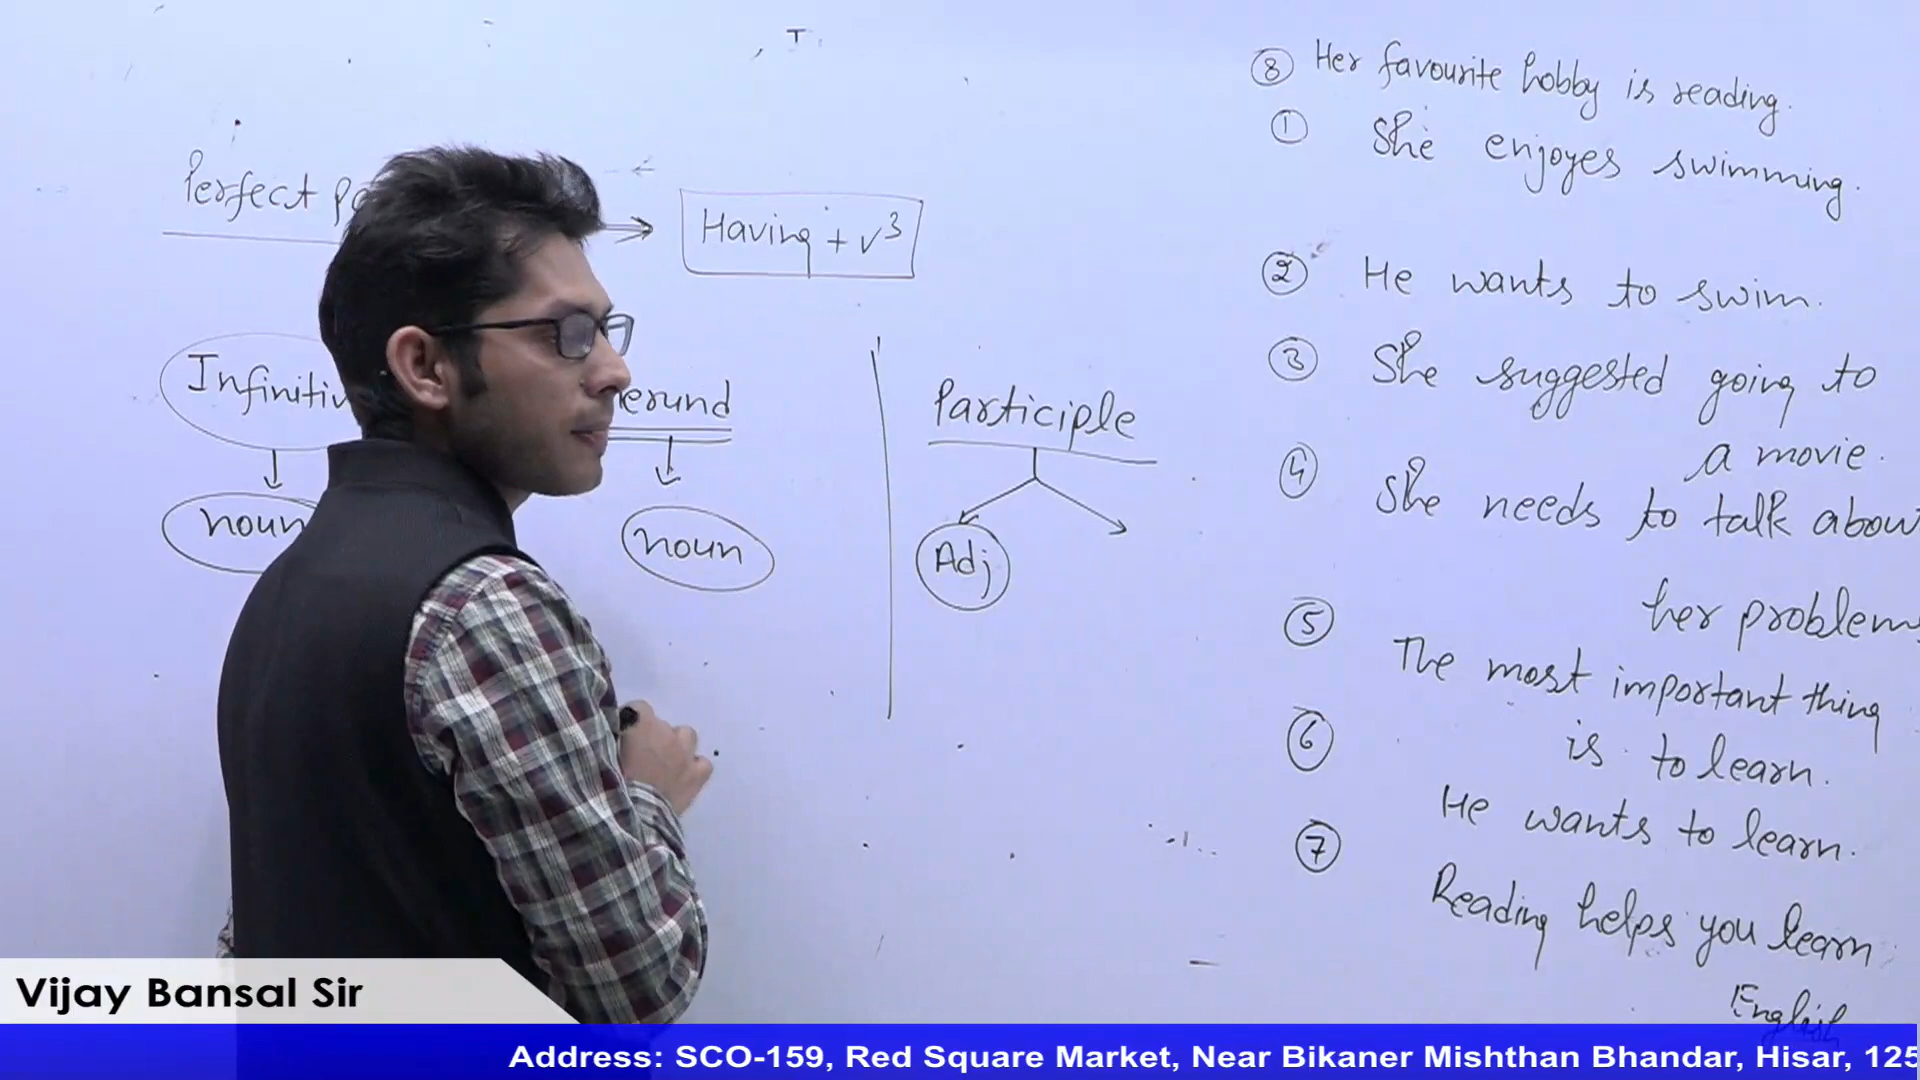 Perfect
Having + v³
Infinitiv
erund
Participle
noun
noun
Adj
⑧ Her favourite hobby is reading.
① She enjoyes swimming.
② He wants to swim.
③ She suggested going to
a movie.
④ She needs to talk about
her problems
⑤ The most important thing
is to learn.
⑥ He wants to learn.
⑦ Reading helps you learn
English
Vijay Bansal Sir
Address: SCO-159, Red Square Market, Near Bikaner Mishthan Bhandar, Hisar, 125